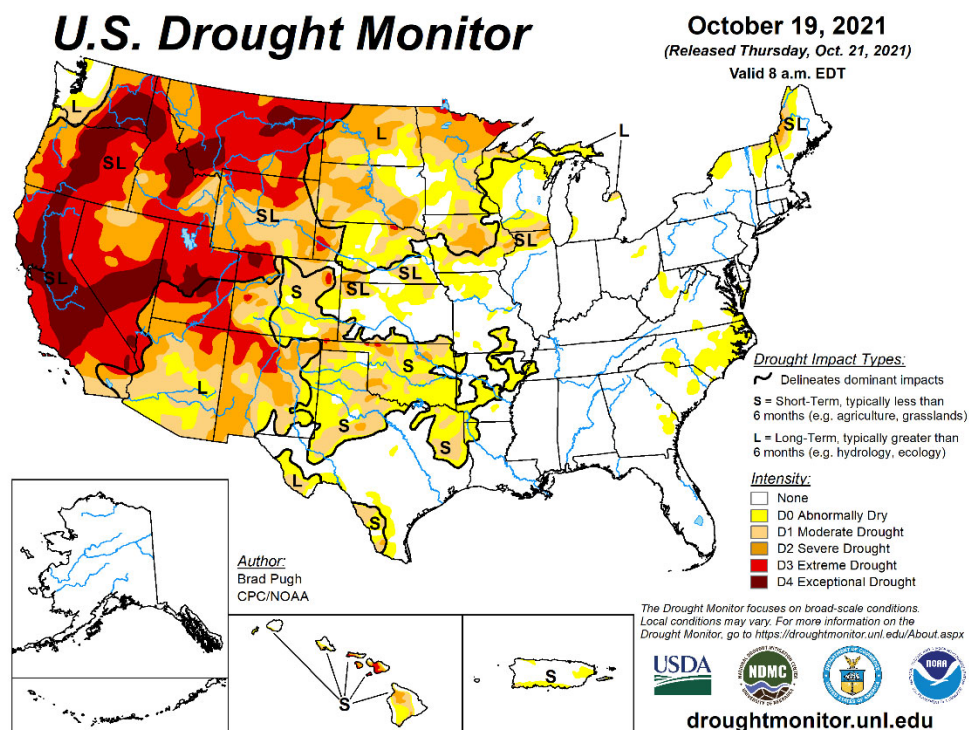 U.S. Drought Monitor
October 19, 2021
(Released Thursday, Oct. 21, 2021)
Valid 8 a.m. EDT
L
SL
SL
SL
L
SL
SL
SL
L
SL
S
L
S
S
S
L
S
Drought Impact Types:
Delineates dominant impacts
S = Short-Term, typically less than
6 months (e.g. agriculture, grasslands)
L = Long-Term, typically greater than
6 months (e.g. hydrology, ecology)
Intensity:
None
D0 Abnormally Dry
D1 Moderate Drought
D2 Severe Drought
D3 Extreme Drought
D4 Exceptional Drought
Author:
Brad Pugh
CPC/NOAA
S
S
The Drought Monitor focuses on broad-scale conditions.
Local conditions may vary. For more information on the
Drought Monitor, go to https://droughtmonitor.unl.edu/About.aspx
USDA
NDMC
NOAA
droughtmonitor.unl.edu